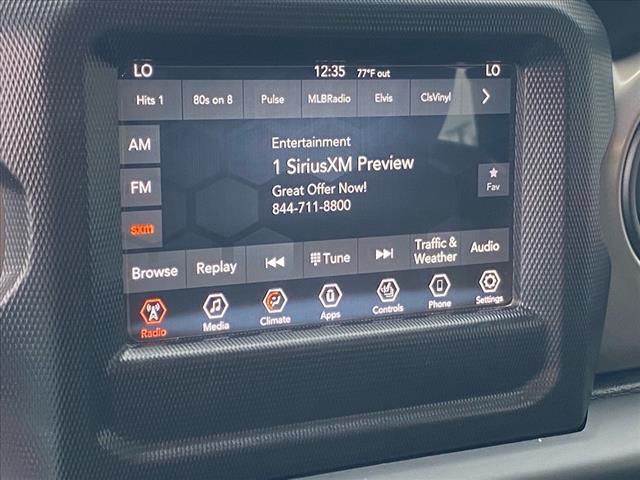 LO 12:35 77°F out LO
Hits 1 80s on 8 Pulse MLBRadio Elvis ClsVinyl
AM
Entertainment
1 SiriusXM Preview
FM
Great Offer Now!
844-711-8800
Fav
sxm
Browse Replay Tune Traffic & Weather Audio
Radio Media Climate Apps Controls Phone Settings